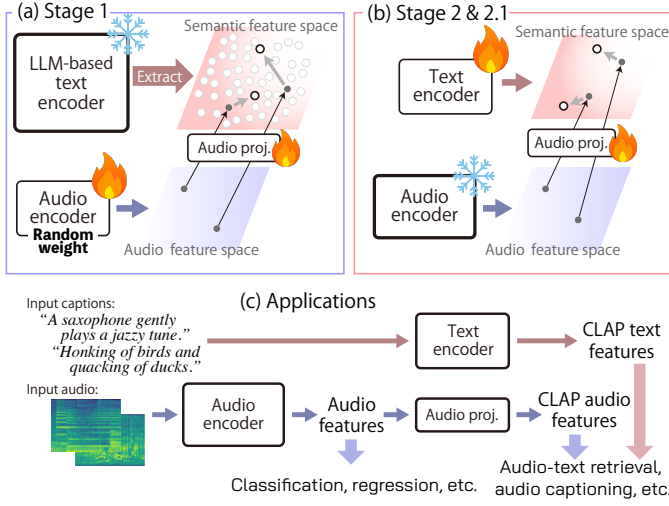 (a) Stage 1
Semantic feature space
LLM-based
text
encoder
Extract
Audio proj.
Audio
encoder
Random
weight
Audio feature space
(b) Stage 2 & 2.1
Semantic feature space
Text
encoder
Audio proj.
Audio
encoder
Audio feature space
(c) Applications
Input captions:
“A saxophone gently
plays a jazzy tune.”
“Honking of birds and
quacking of ducks.”
Text
encoder
CLAP text
features
Input audio:
Audio
encoder
Audio
features
Audio proj.
CLAP audio
features
Classification, regression, etc.
Audio-text retrieval,
audio captioning, etc.